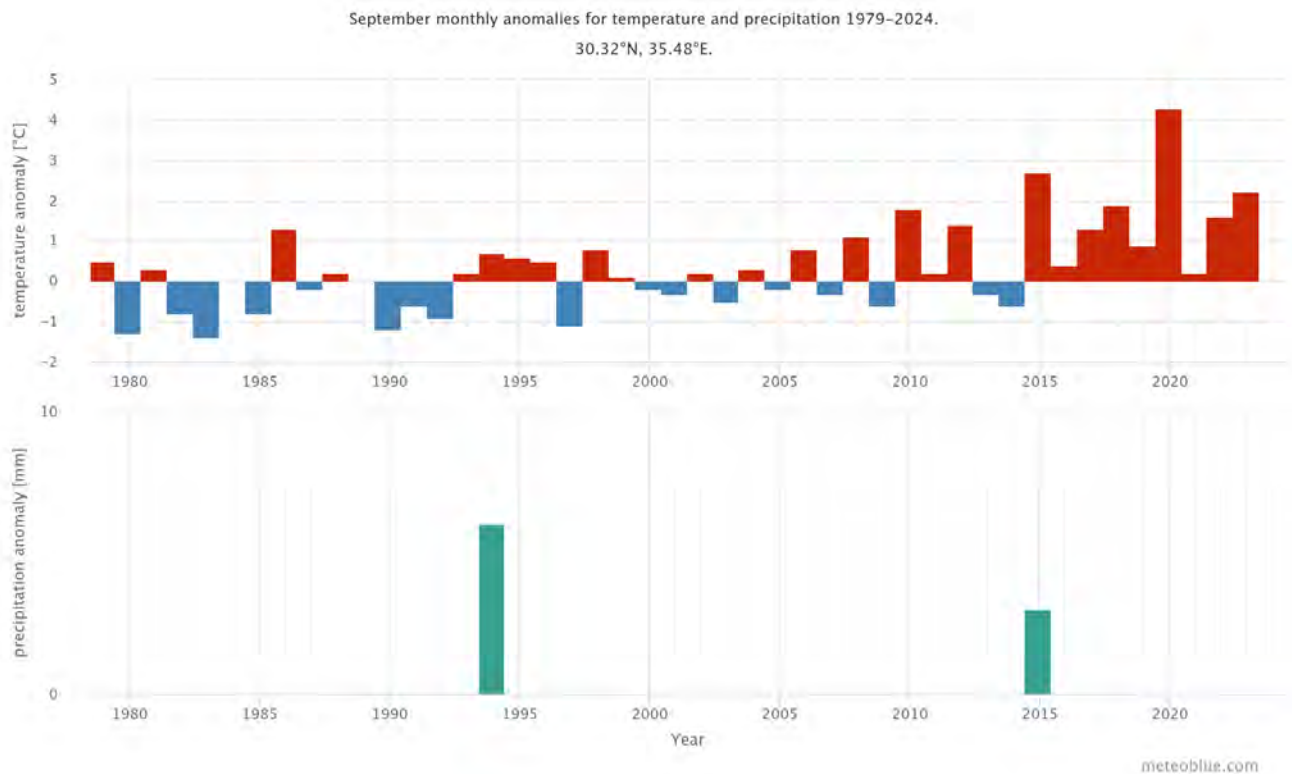 September monthly anomalies for temperature and precipitation 1979–2024.
30.32°N, 35.48°E.
temperature anomaly [°C]
5
4
3
2
1
0
−1
−2
1980 1985 1990 1995 2000 2005 2010 2015 2020
precipitation anomaly [mm]
10
0
1980 1985 1990 1995 2000 2005 2010 2015 2020
Year
meteoblue.com